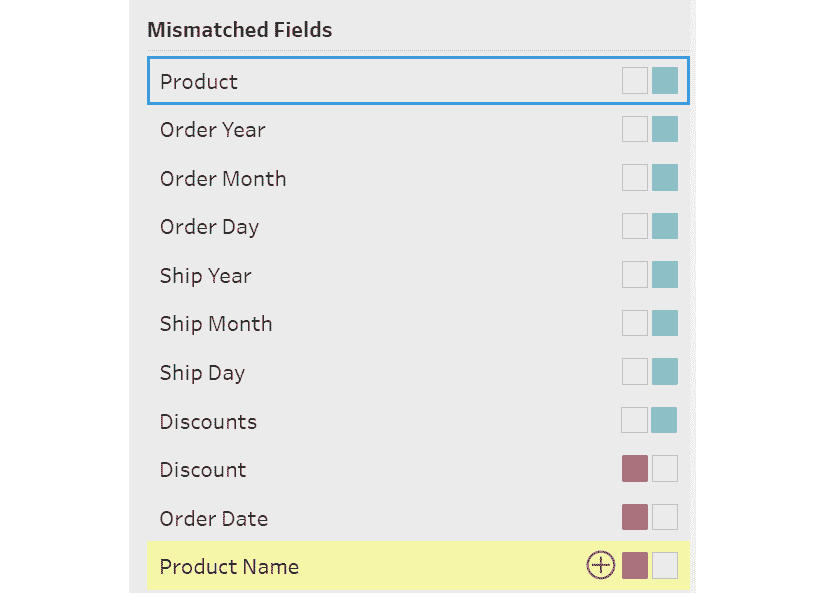 Mismatched Fields
Product
Order Year
Order Month
Order Day
Ship Year
Ship Month
Ship Day
Discounts
Discount
Order Date
Product Name